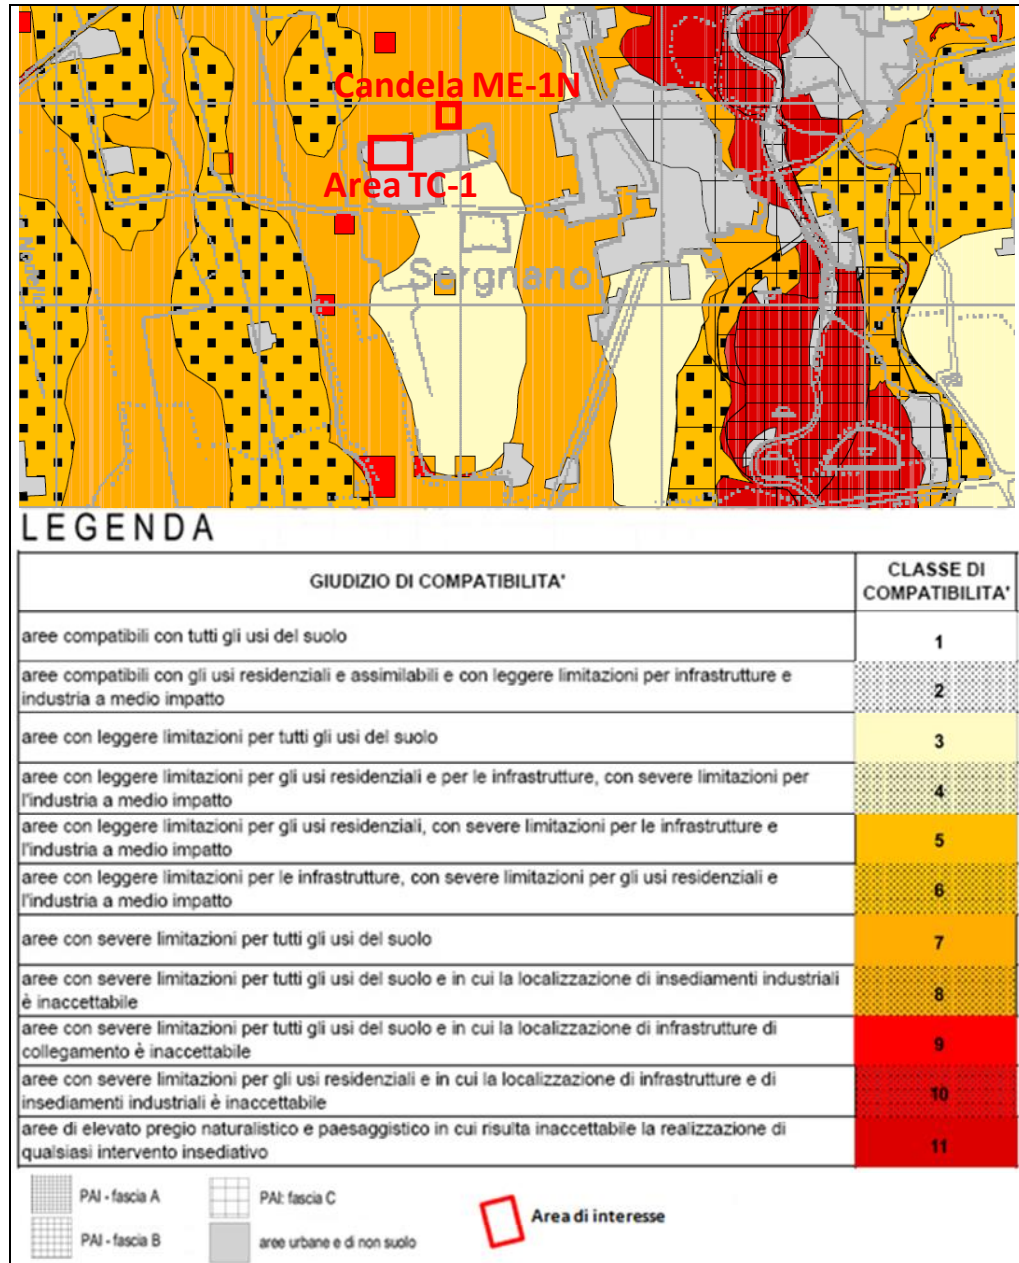 Candela ME-1N
Area TC-1
Sergnano
LEGENDA
GIUDIZIO DI COMPATIBILITA'
CLASSE DI
COMPATIBILITA'
aree compatibili con tutti gli usi del suolo
1
aree compatibili con gli usi residenziali e assimilabili e con leggere limitazioni per infrastrutture e
industria a medio impatto
2
aree con leggere limitazioni per tutti gli usi del suolo
3
aree con leggere limitazioni per gli usi residenziali e per le infrastrutture, con severe limitazioni per
l'industria a medio impatto
4
aree con leggere limitazioni per gli usi residenziali, con severe limitazioni per le infrastrutture e
l'industria a medio impatto
5
aree con leggere limitazioni per le infrastrutture, con severe limitazioni per gli usi residenziali e
l'industria a medio impatto
6
aree con severe limitazioni per tutti gli usi del suolo
7
aree con severe limitazioni per tutti gli usi del suolo e in cui la localizzazione di insediamenti industriali
è inaccettabile
8
aree con severe limitazioni per tutti gli usi del suolo e in cui la localizzazione di infrastrutture di
collegamento è inaccettabile
9
aree con severe limitazioni per gli usi residenziali e in cui la localizzazione di infrastrutture e di
insediamenti industriali è inaccettabile
10
aree di elevato pregio naturalistico e paesaggistico in cui risulta inaccettabile la realizzazione di
qualsiasi intervento insediativo
11
PAI - fascia A
PAI: fascia C
Area di interesse
PAI - fascia B
aree urbane e di non suolo